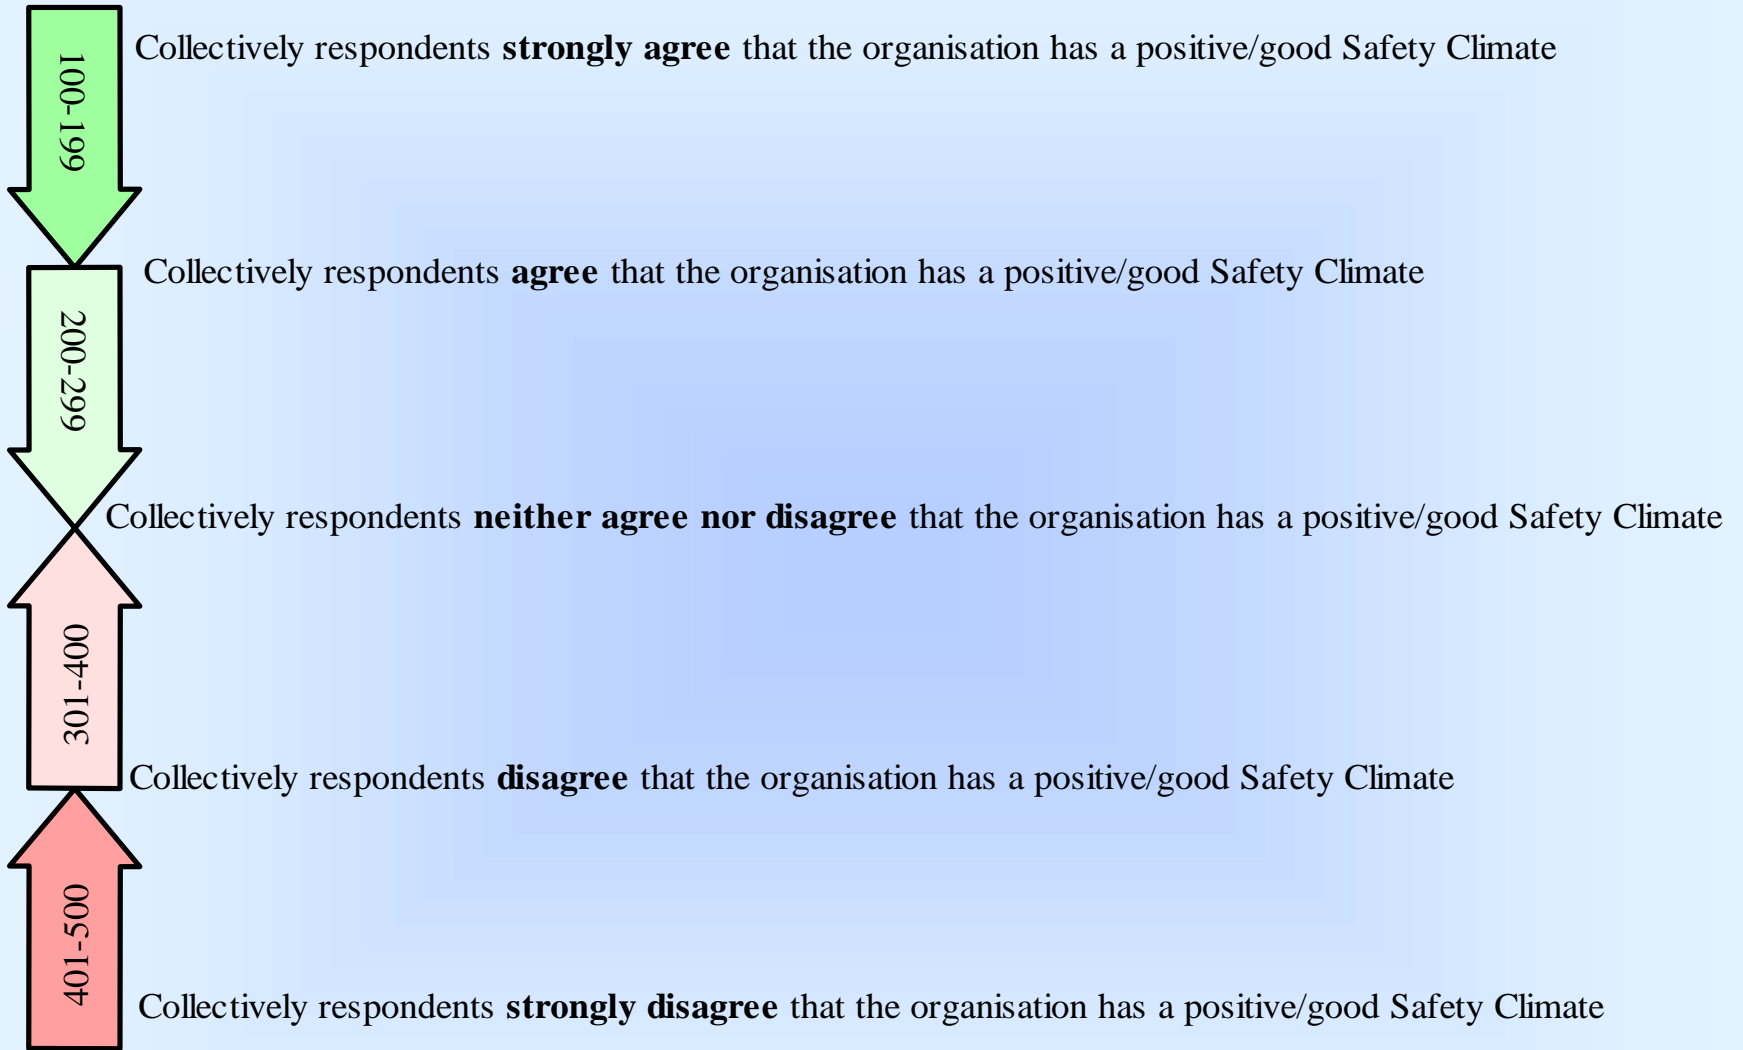 100-199
Collectively respondents strongly agree that the organisation has a positive/good Safety Climate
Collectively respondents agree that the organisation has a positive/good Safety Climate
200-299
Collectively respondents neither agree nor disagree that the organisation has a positive/good Safety Climate
301-400
Collectively respondents disagree that the organisation has a positive/good Safety Climate
401-500
Collectively respondents strongly disagree that the organisation has a positive/good Safety Climate